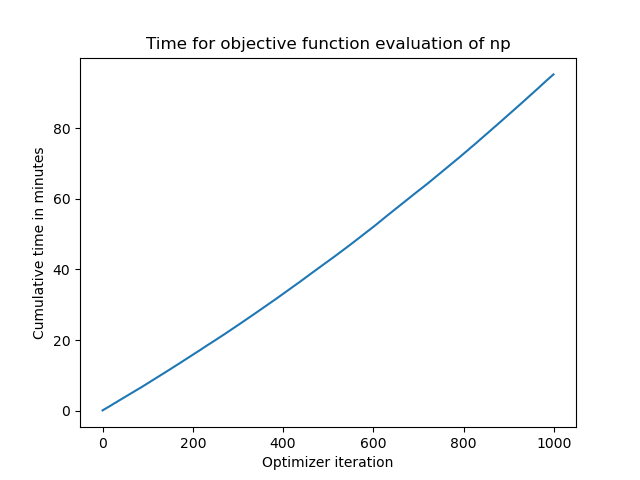 Time for objective function evaluation of np
80
60
40
20
0
Cumulative time in minutes
0 200 400 600 800 1000
Optimizer iteration